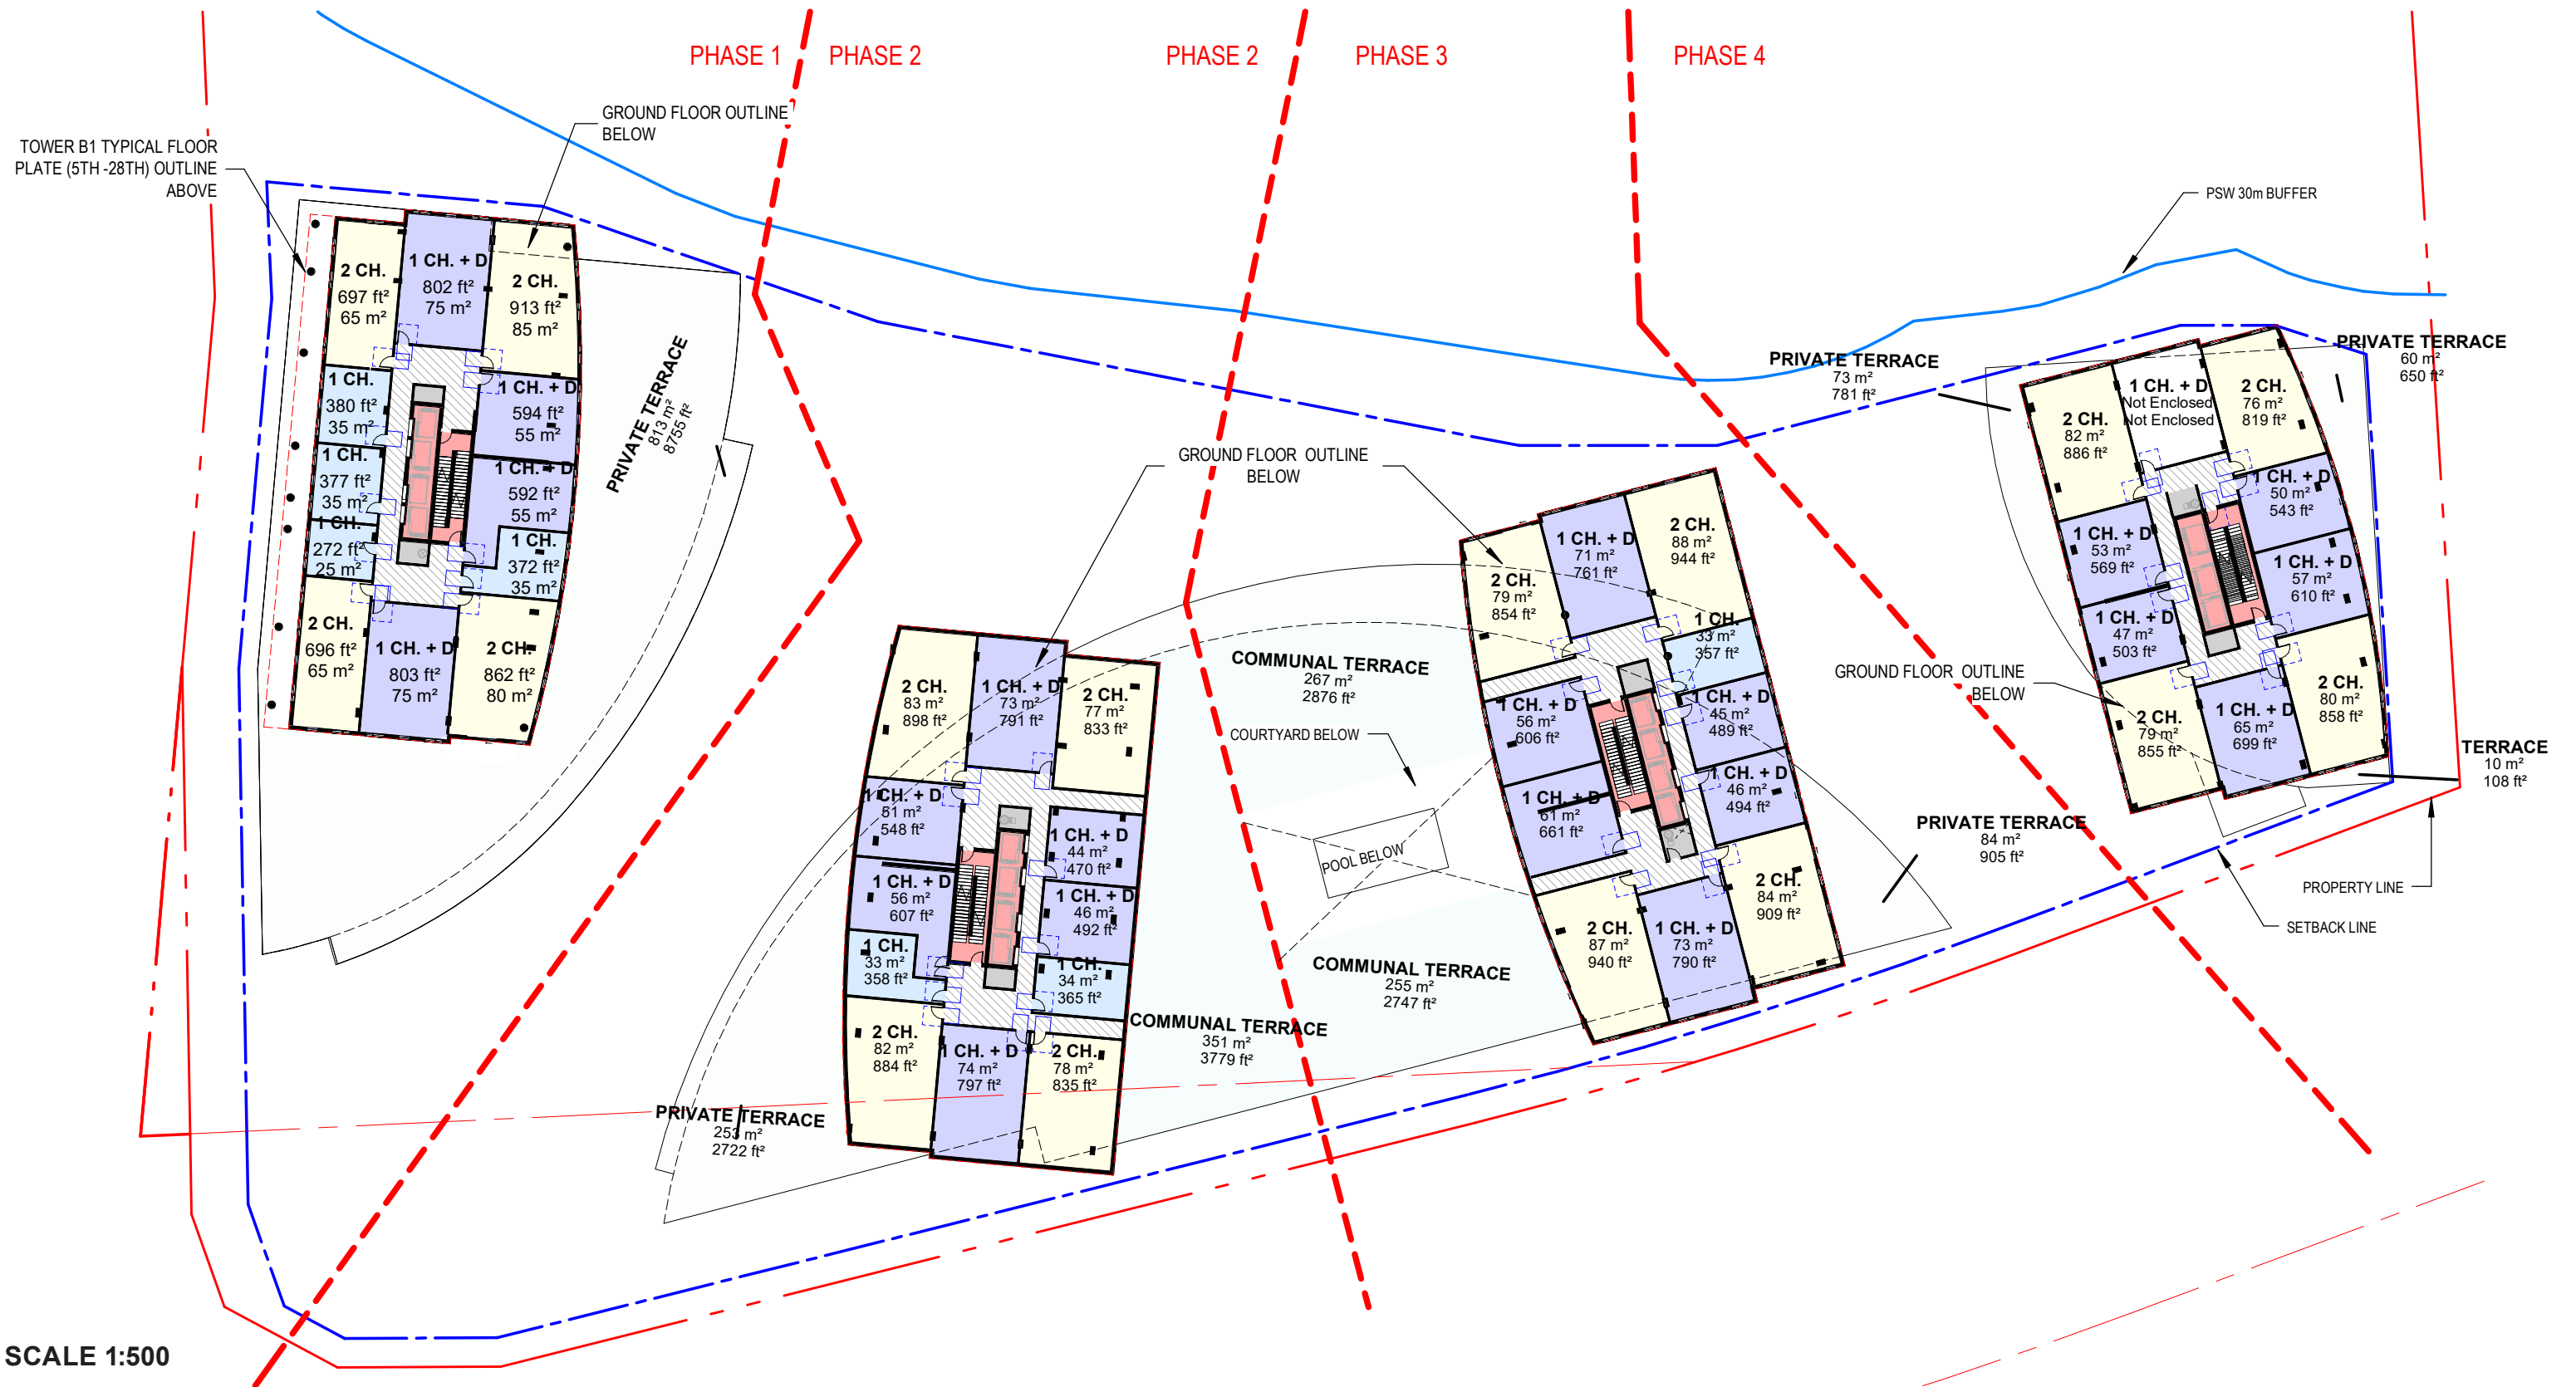 PHASE 1
PHASE 2
PHASE 2
PHASE 3
PHASE 4
GROUND FLOOR OUTLINE
BELOW
TOWER B1 TYPICAL FLOOR
PLATE (5TH -28TH) OUTLINE
ABOVE
PSW 30m BUFFER
2 CH.
697 ft²
65 m²
1 CH. + D
802 ft²
75 m²
2 CH.
913 ft²
85 m²
1 CH.
380 ft²
35 m²
1 CH. + D
594 ft²
55 m²
1 CH.
377 ft²
35 m²
1 CH. + D
592 ft²
55 m²
1 CH.
272 ft²
25 m²
1 CH.
372 ft²
35 m²
2 CH.
696 ft²
65 m²
1 CH. + D
803 ft²
75 m²
2 CH.
862 ft²
80 m²
PRIVATE TERRACE
813 m²
8755 ft²
GROUND FLOOR  OUTLINE
BELOW
2 CH.
83 m²
898 ft²
1 CH. + D
73 m²
791 ft²
2 CH.
77 m²
833 ft²
1 CH. + D
51 m²
548 ft²
1 CH. + D
44 m²
470 ft²
1 CH. + D
56 m²
607 ft²
1 CH. + D
46 m²
492 ft²
1 CH.
33 m²
358 ft²
1 CH.
34 m²
365 ft²
2 CH.
82 m²
884 ft²
1 CH. + D
74 m²
797 ft²
2 CH.
78 m²
835 ft²
PRIVATE TERRACE
253 m²
2722 ft²
COMMUNAL TERRACE
267 m²
2876 ft²
COURTYARD BELOW
POOL BELOW
COMMUNAL TERRACE
255 m²
2747 ft²
COMMUNAL TERRACE
351 m²
3779 ft²
2 CH.
79 m²
854 ft²
1 CH. + D
71 m²
761 ft²
2 CH.
88 m²
944 ft²
1 CH.
33 m²
357 ft²
1 CH. + D
56 m²
606 ft²
1 CH. + D
45 m²
489 ft²
1 CH. + D
61 m²
661 ft²
1 CH. + D
46 m²
494 ft²
2 CH.
87 m²
940 ft²
1 CH. + D
73 m²
790 ft²
2 CH.
84 m²
909 ft²
PRIVATE TERRACE
84 m²
905 ft²
PRIVATE TERRACE
73 m²
781 ft²
PRIVATE TERRACE
60 m²
650 ft²
2 CH.
82 m²
886 ft²
1 CH. + D
Not Enclosed
Not Enclosed
2 CH.
76 m²
819 ft²
1 CH. + D
50 m²
543 ft²
1 CH. + D
53 m²
569 ft²
1 CH. + D
57 m²
610 ft²
1 CH. + D
47 m²
503 ft²
2 CH.
79 m²
855 ft²
1 CH. + D
65 m²
699 ft²
2 CH.
80 m²
858 ft²
GROUND FLOOR  OUTLINE
BELOW
TERRACE
10 m²
108 ft²
PROPERTY LINE
SETBACK LINE
SCALE 1:500